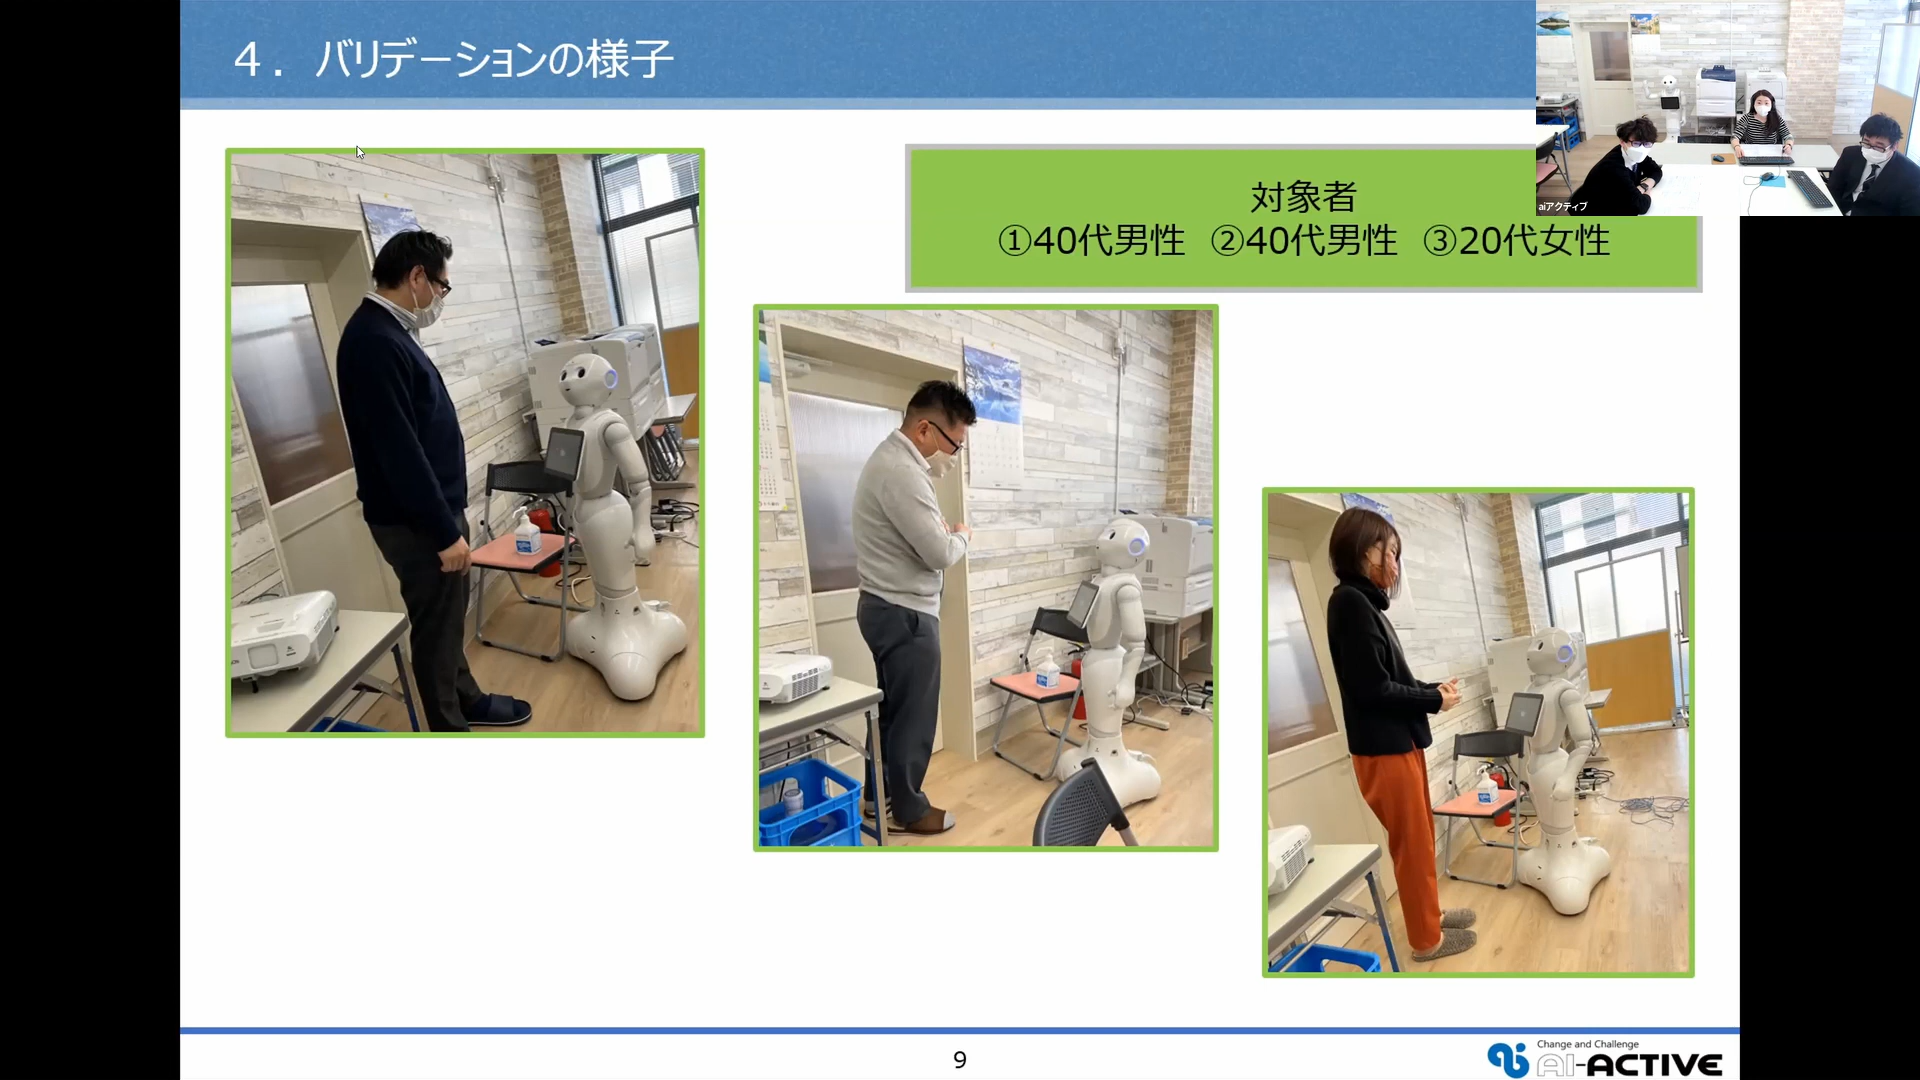 ４．バリデーションの様子
aiアクティブ
対象者
①40代男性 ②40代男性 ③20代女性
9
Change and Challenge
AI-ACTIVE